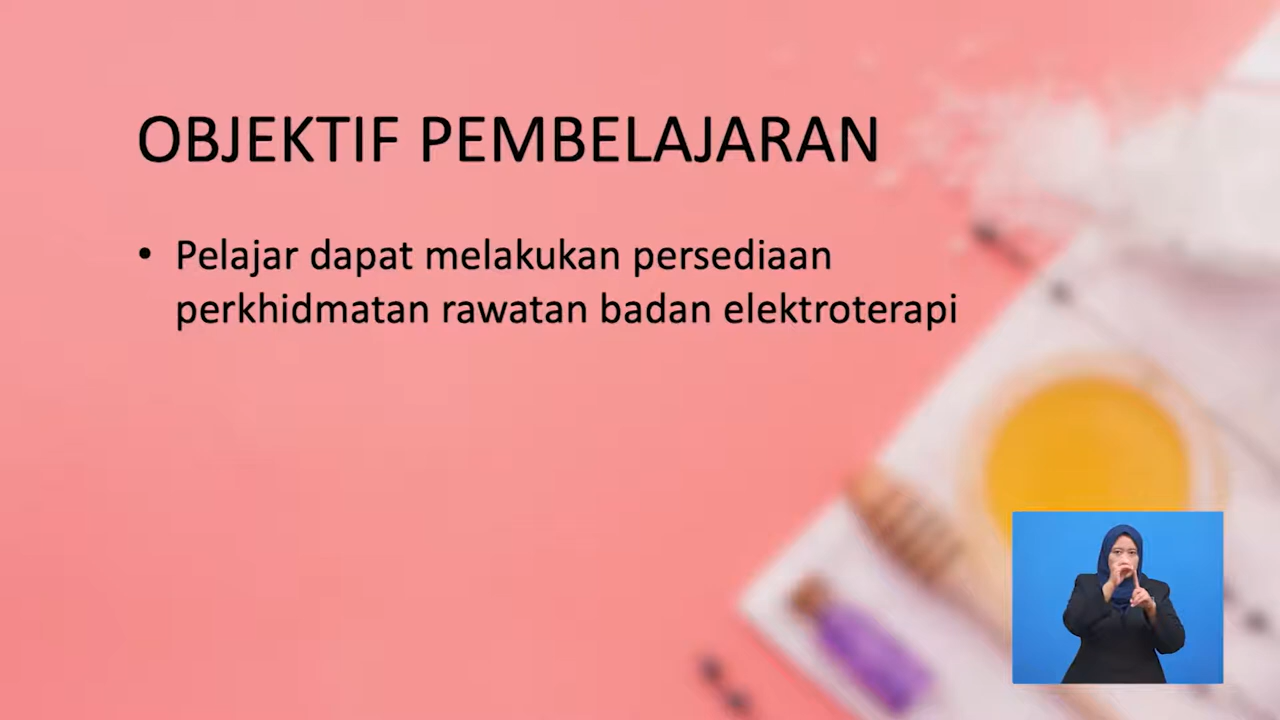 OBJEKTIF PEMBELAJARAN
• Pelajar dapat melakukan persediaan
perkhidmatan rawatan badan elektroterapi